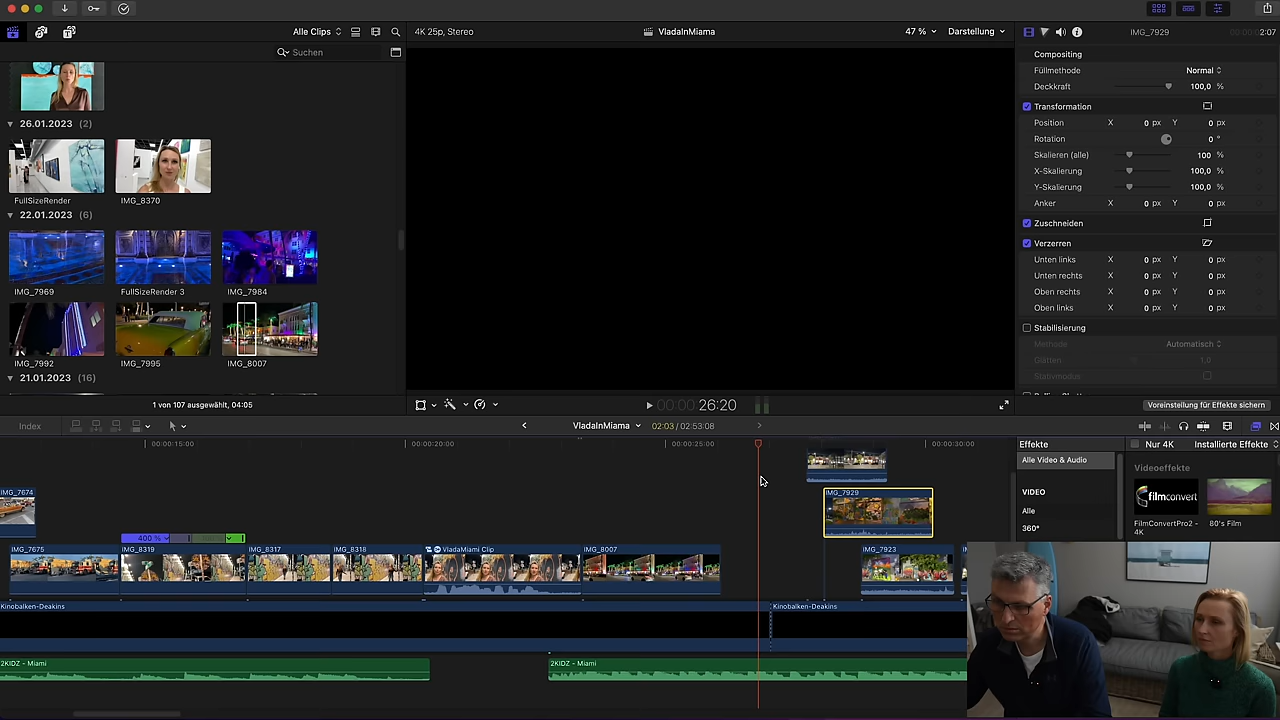 Alle Clips
Suchen
4K 25p, Stereo
VladaInMiama
47 %
Darstellung
IMG_7929
2:07
26.01.2023 (2)
FullSizeRender
IMG_8370
22.01.2023 (6)
IMG_7969
FullSizeRender 3
IMG_7984
IMG_7992
IMG_7995
IMG_8007
21.01.2023 (16)
1 von 107 ausgewählt, 04:05
00:00:00 26:20
Compositing
Füllmethode
Normal
Deckkraft
100,0 %
Transformation
Position X 0 px Y 0 px
Rotation 0 °
Skalieren (alle) 100 %
X-Skalierung 100,0 %
Y-Skalierung 100,0 %
Anker X 0 px Y 0 px
Zuschneiden
Verzerren
Unten links X 0 px Y 0 px
Unten rechts X 0 px Y 0 px
Oben rechts X 0 px Y 0 px
Oben links X 0 px Y 0 px
Stabilisierung
Methode Automatisch
Glätten 1,0
Stativmodus
Voreinstellung für Effekte sichern
Index
VladaInMiama
02:03 / 02:53:08
00:00:15:00
00:00:20:00
00:00:25:00
00:00:30:00
Effekte
Nur 4K
Installierte Effekte
Alle Video & Audio
VIDEO
Alle
360°
Videoeffekte
filmconvert
FilmConvertPro2 - 4K
80's Film
IMG_7674
IMG_7929
400 %
IMG_7675
IMG_8319
IMG_8317
IMG_8318
VladaMiami Clip
IMG_8007
IMG_7923
Kinobalken-Deakins
Kinobalken-Deakins
2KIDZ - Miami
2KIDZ - Miami